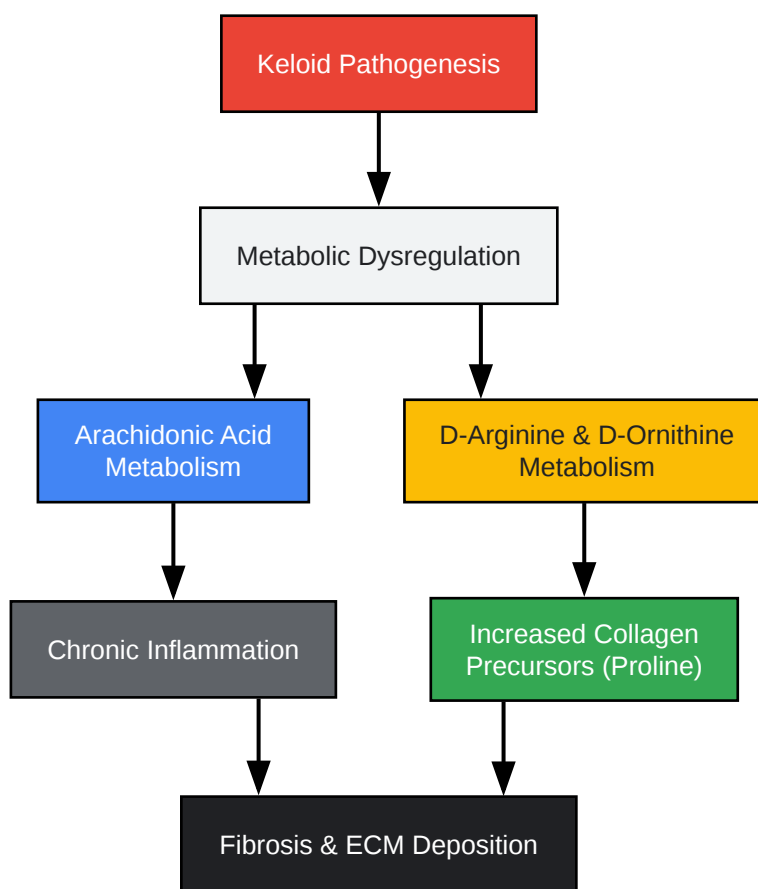 Keloid Pathogenesis
Metabolic Dysregulation
Arachidonic Acid
Metabolism
D-Arginine & D-Ornithine
Metabolism
Chronic Inflammation
Increased Collagen
Precursors (Proline)
Fibrosis & ECM Deposition